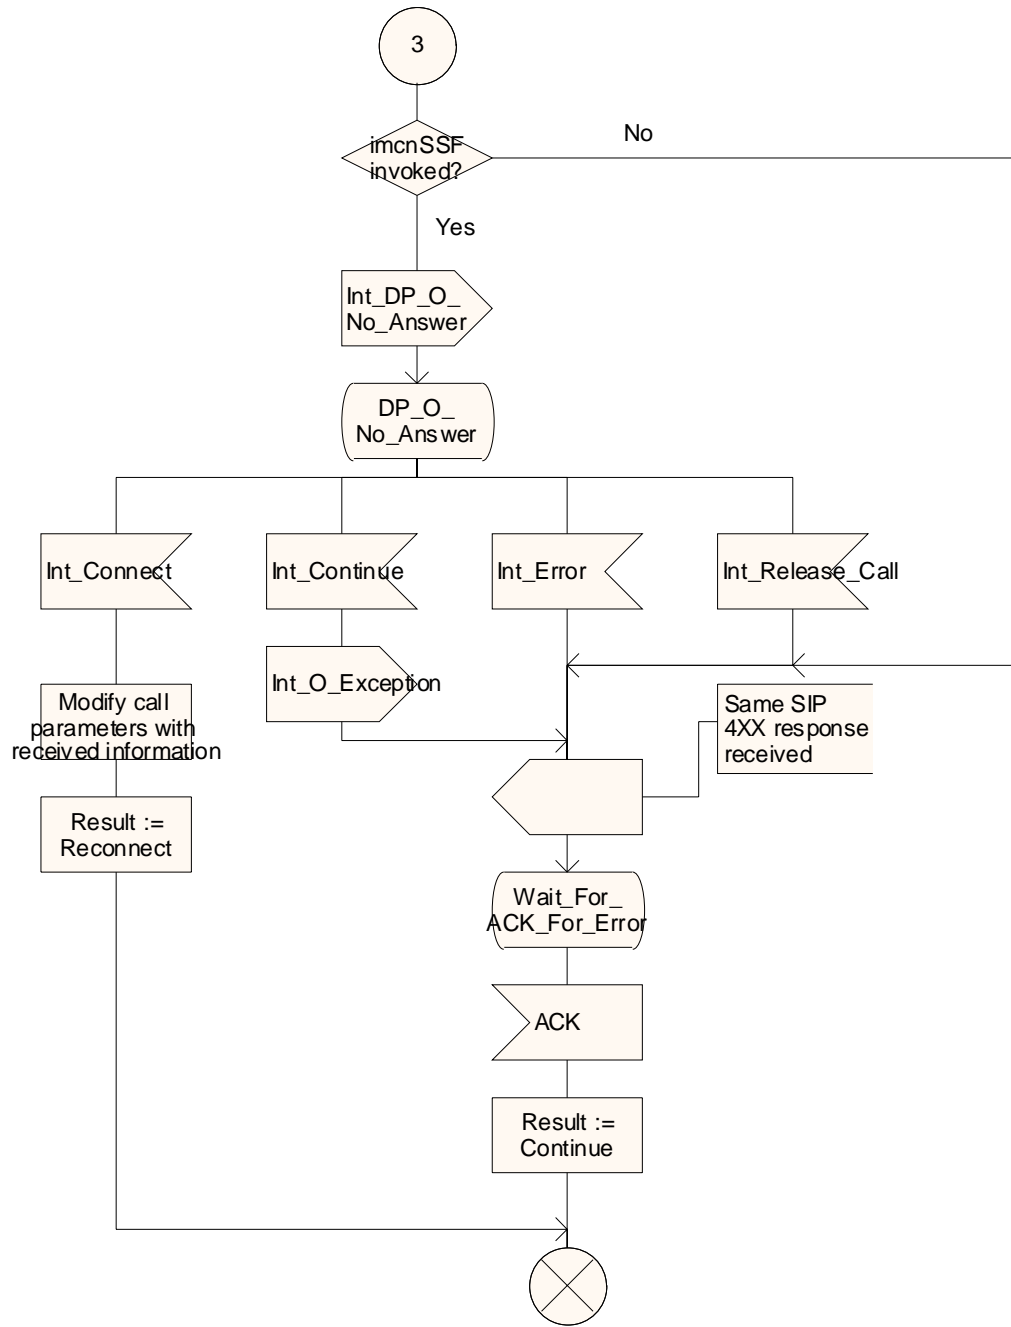 3
imcnSSF
invoked?
No
Yes
Int_DP_O_
No_Answer
DP_O_
No_Answer
Int_Connect
Int_Continue
Int_Error
Int_Release_Call
Int_O_Exception
Modify call
parameters with
received information
Same SIP
4XX response
received
Result :=
Reconnect
Wait_For_
ACK_For_Error
ACK
Result :=
Continue